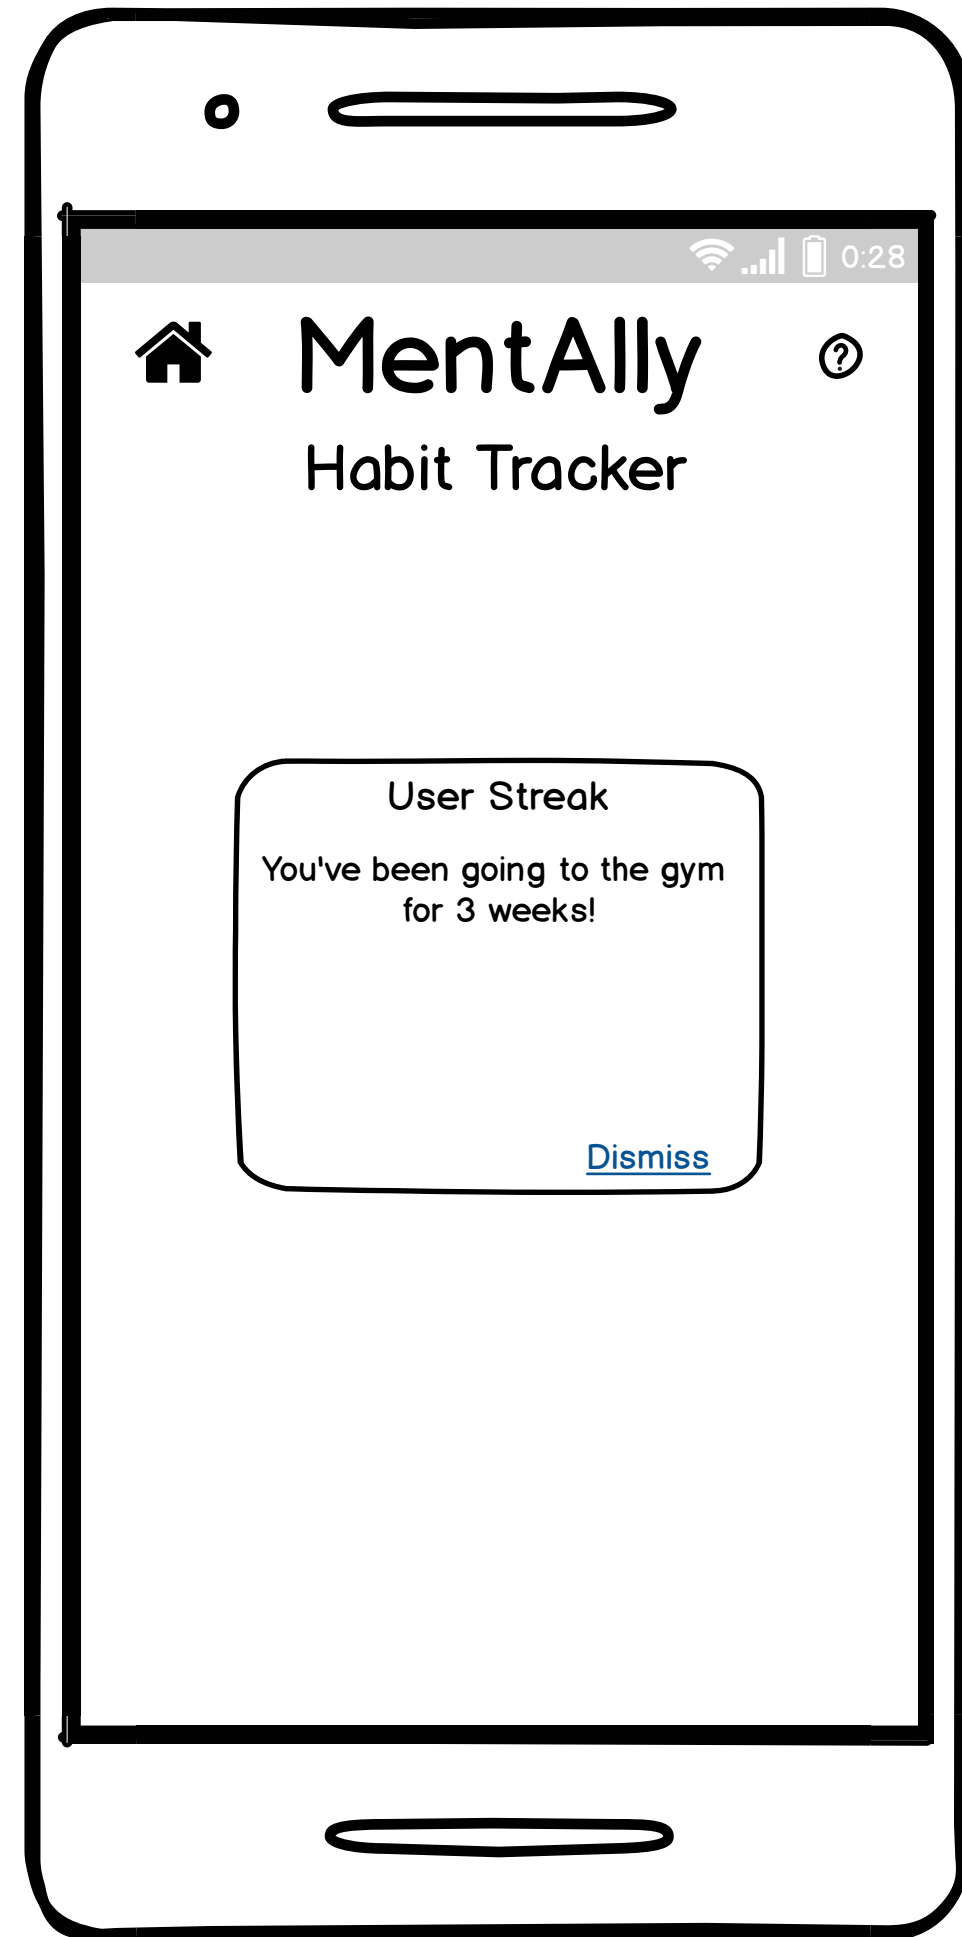 0:28
MentAlly
?
Habit Tracker
User Streak
You've been going to the gym
for 3 weeks!
Dismiss